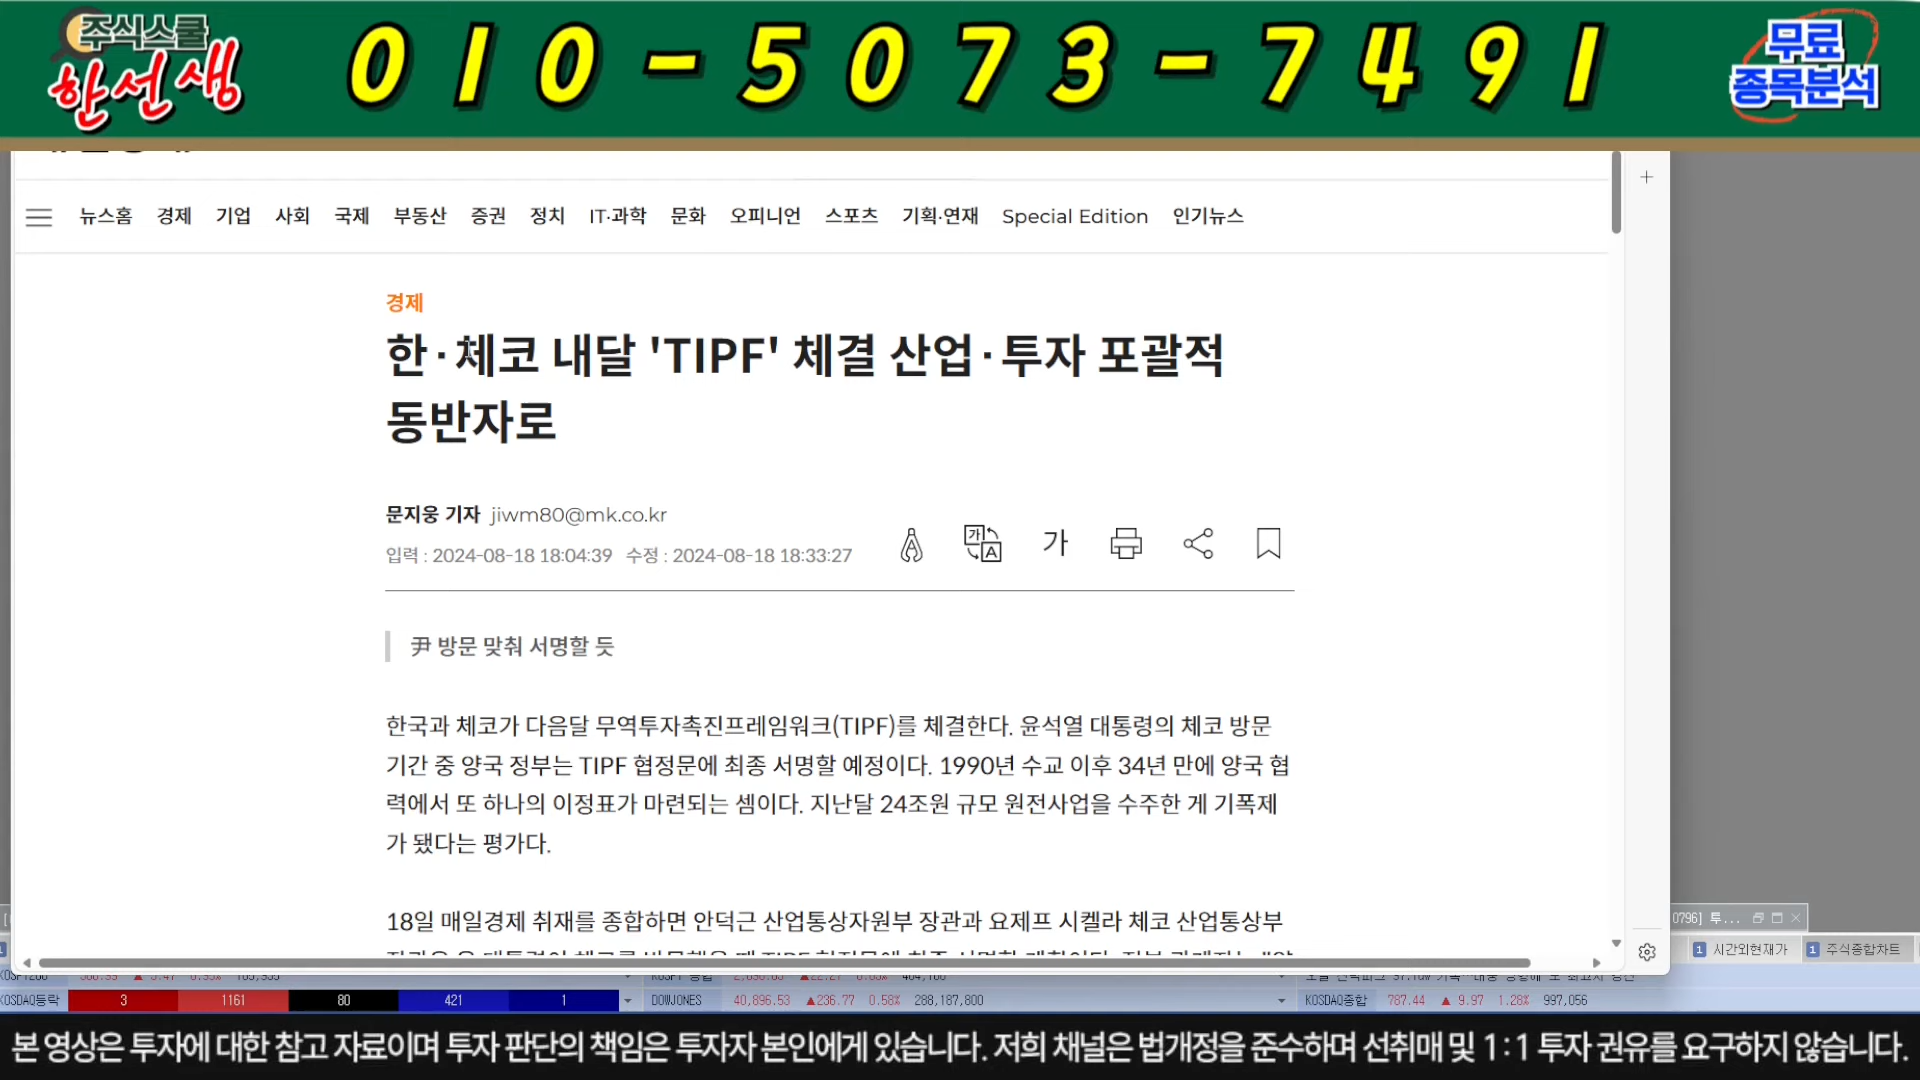 주식스쿨
한선생
010-5073-7491
무료
종목분석
뉴스홈 경제 기업 사회 국제 부동산 증권 정치 IT·과학 문화 오피니언 스포츠 기획·연재 Special Edition 인기뉴스
경제
한·체코 내달 'TIPF' 체결 산업·투자 포괄적
동반자로
문지웅 기자 jiwm80@mk.co.kr
입력 : 2024-08-18 18:04:39 수정 : 2024-08-18 18:33:27
가
尹 방문 맞춰 서명할 듯
한국과 체코가 다음달 무역투자촉진프레임워크(TIPF)를 체결한다. 윤석열 대통령의 체코 방문
기간 중 양국 정부는 TIPF 협정문에 최종 서명할 예정이다. 1990년 수교 이후 34년 만에 양국 협
력에서 또 하나의 이정표가 마련되는 셈이다. 지난달 24조원 규모 원전사업을 수주한 게 기폭제
가 됐다는 평가다.
18일 매일경제 취재를 종합하면 안덕근 산업통상자원부 장관과 요제프 시켈라 체코 산업통상부
0796] 투...
1 시간외현재가 1 주식종합차트
KOSDAQ등락 3 1161 80 421 1 DOWJONES 40,896.53 ▲236.77 0.58% 288,187,800 KOSDAQ종합 787.44 ▲ 9.97 1.28% 997,056
본 영상은 투자에 대한 참고 자료이며 투자 판단의 책임은 투자자 본인에게 있습니다. 저희 채널은 법개정을 준수하며 선취매 및 1:1 투자 권유를 요구하지 않습니다.